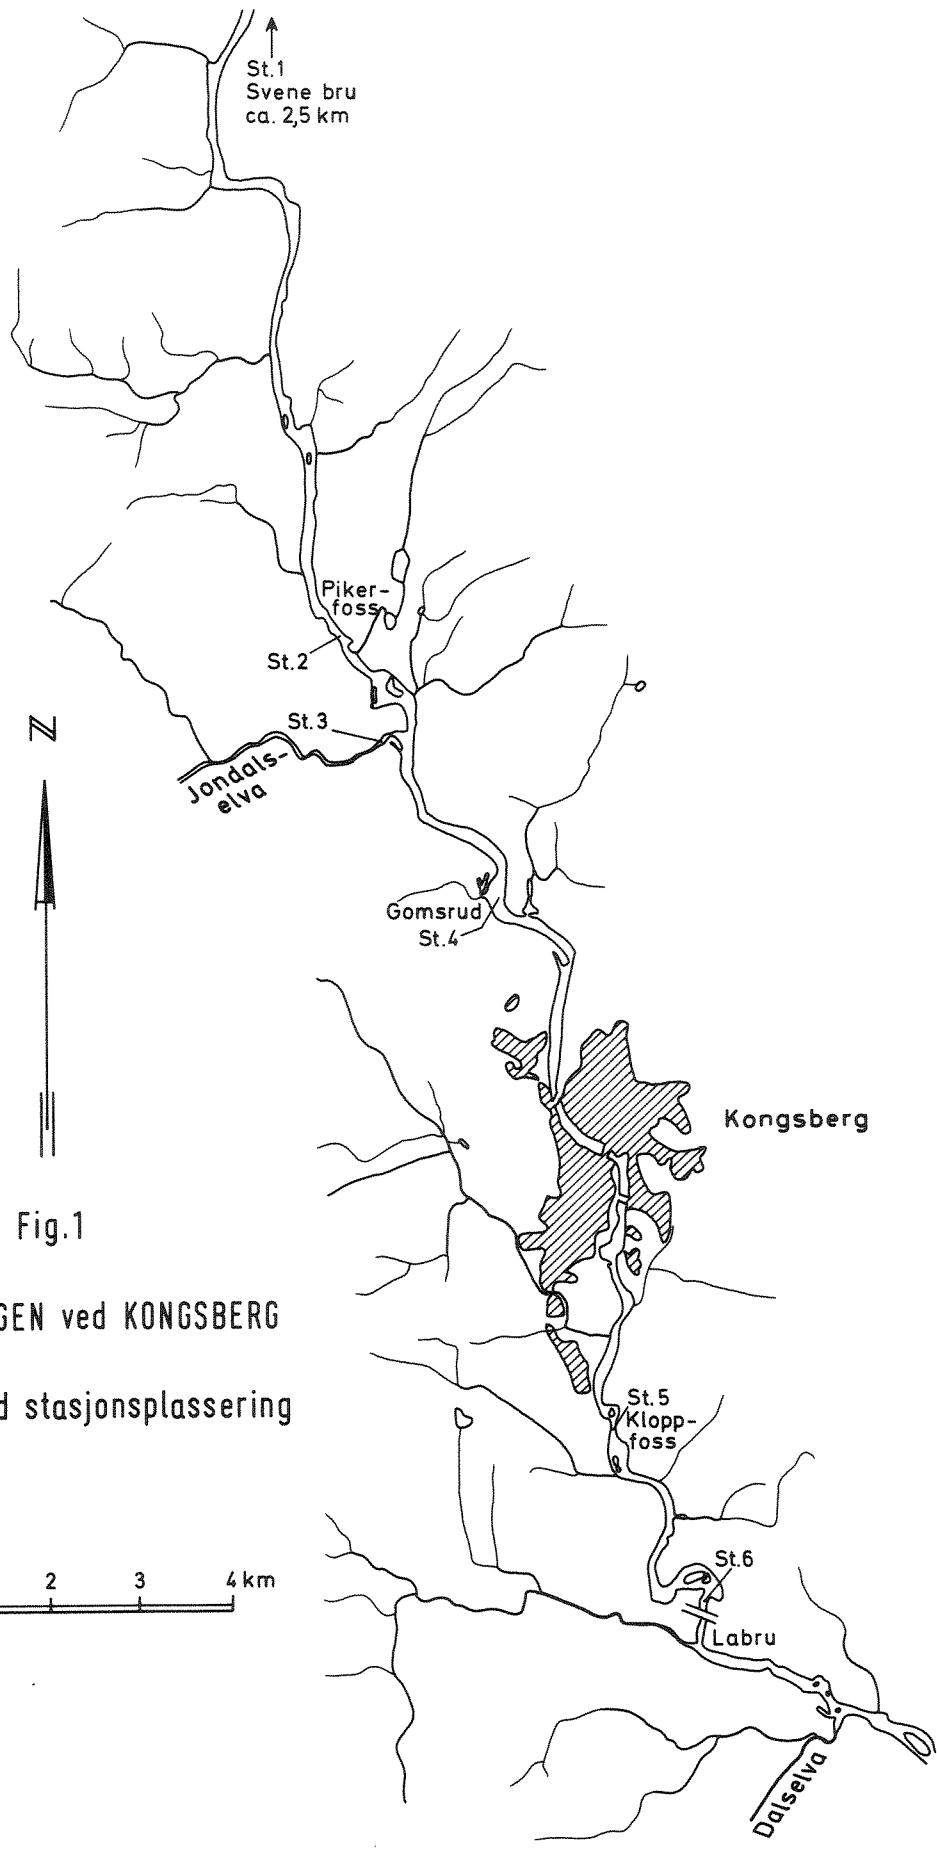 St.1
Svene bru
ca. 2,5 km
Piker-
foss
St.2
St.3
Jondals-
elva
N
Gomsrud
St.4
Kongsberg
Fig.1
GEN ved KONGSBERG
d stasjonsplassering
St.5
Klopp-
foss
2 3 4 km
St.6
Labru
Dalselva